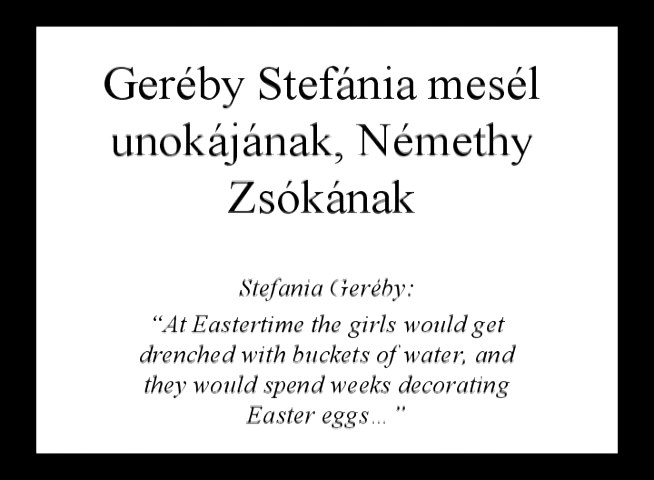 Geréby Stefánia mesél
unokájának, Némethy
Zsókának
Stefania Geréby:
“At Eastertime the girls would get
drenched with buckets of water, and
they would spend weeks decorating
Easter eggs...”